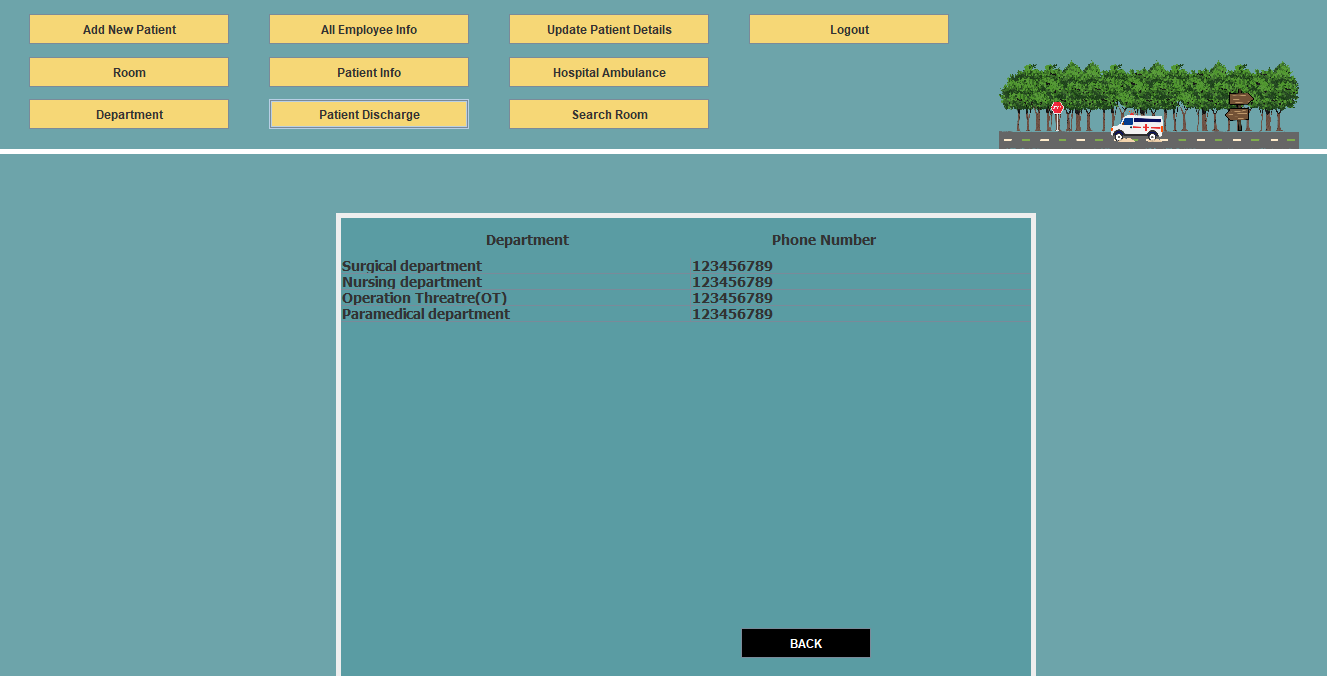 Add New Patient All Employee Info Update Patient Details Logout
Room Patient Info Hospital Ambulance
Department Patient Discharge Search Room
Department Phone Number
Surgical department 123456789
Nursing department 123456789
Operation Threatre(OT) 123456789
Paramedical department 123456789
BACK